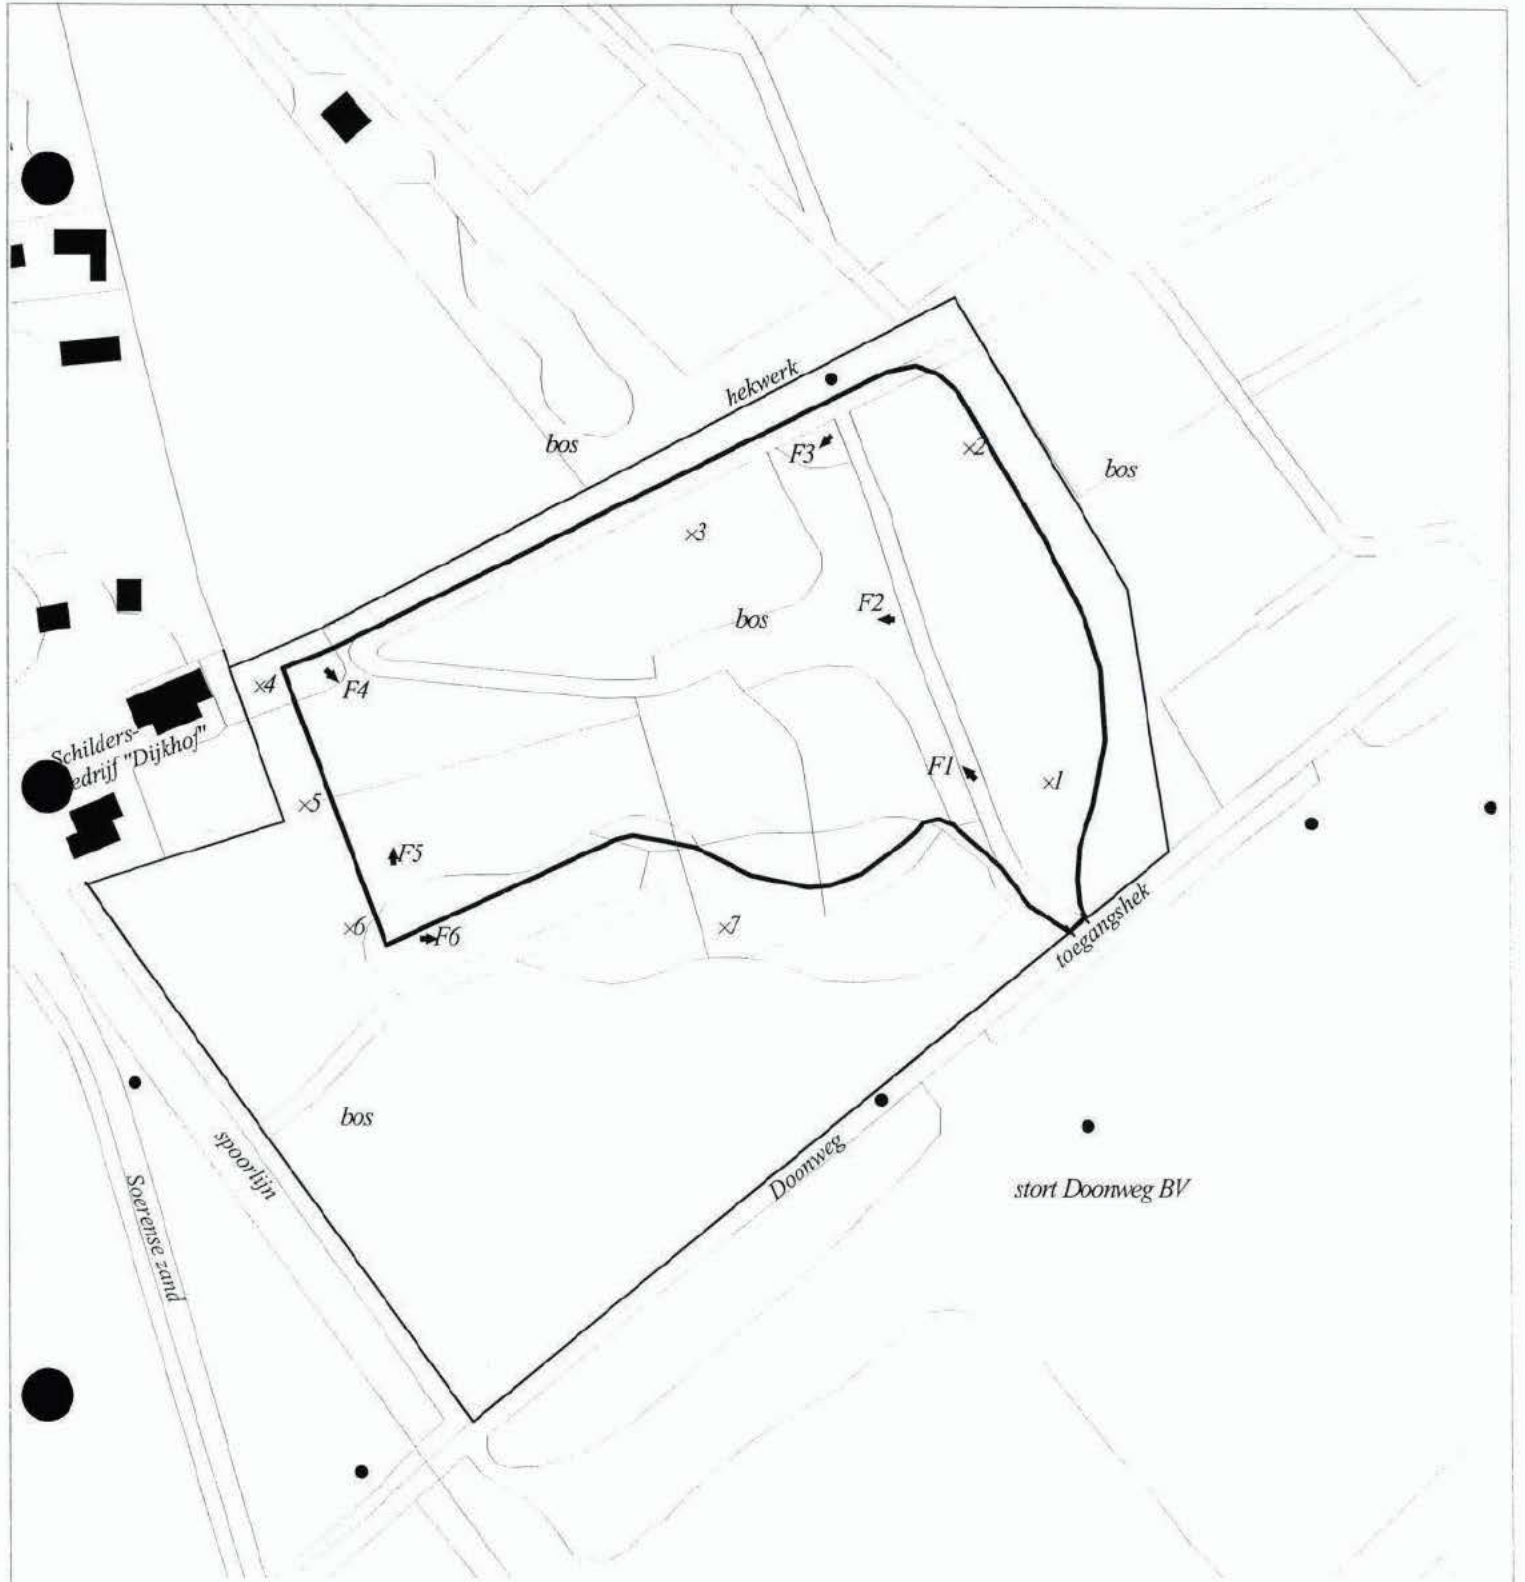 hekwerk
bos
F3
×2
bos
×3
F2
bos
×4
F4
Schilders-
bedrijf "Dijkhof"
F1
×1
×5
F5
×6
F6
×7
toegangshek
bos
spoorlijn
Doonweg
Soerense zand
stort Doonweg BV